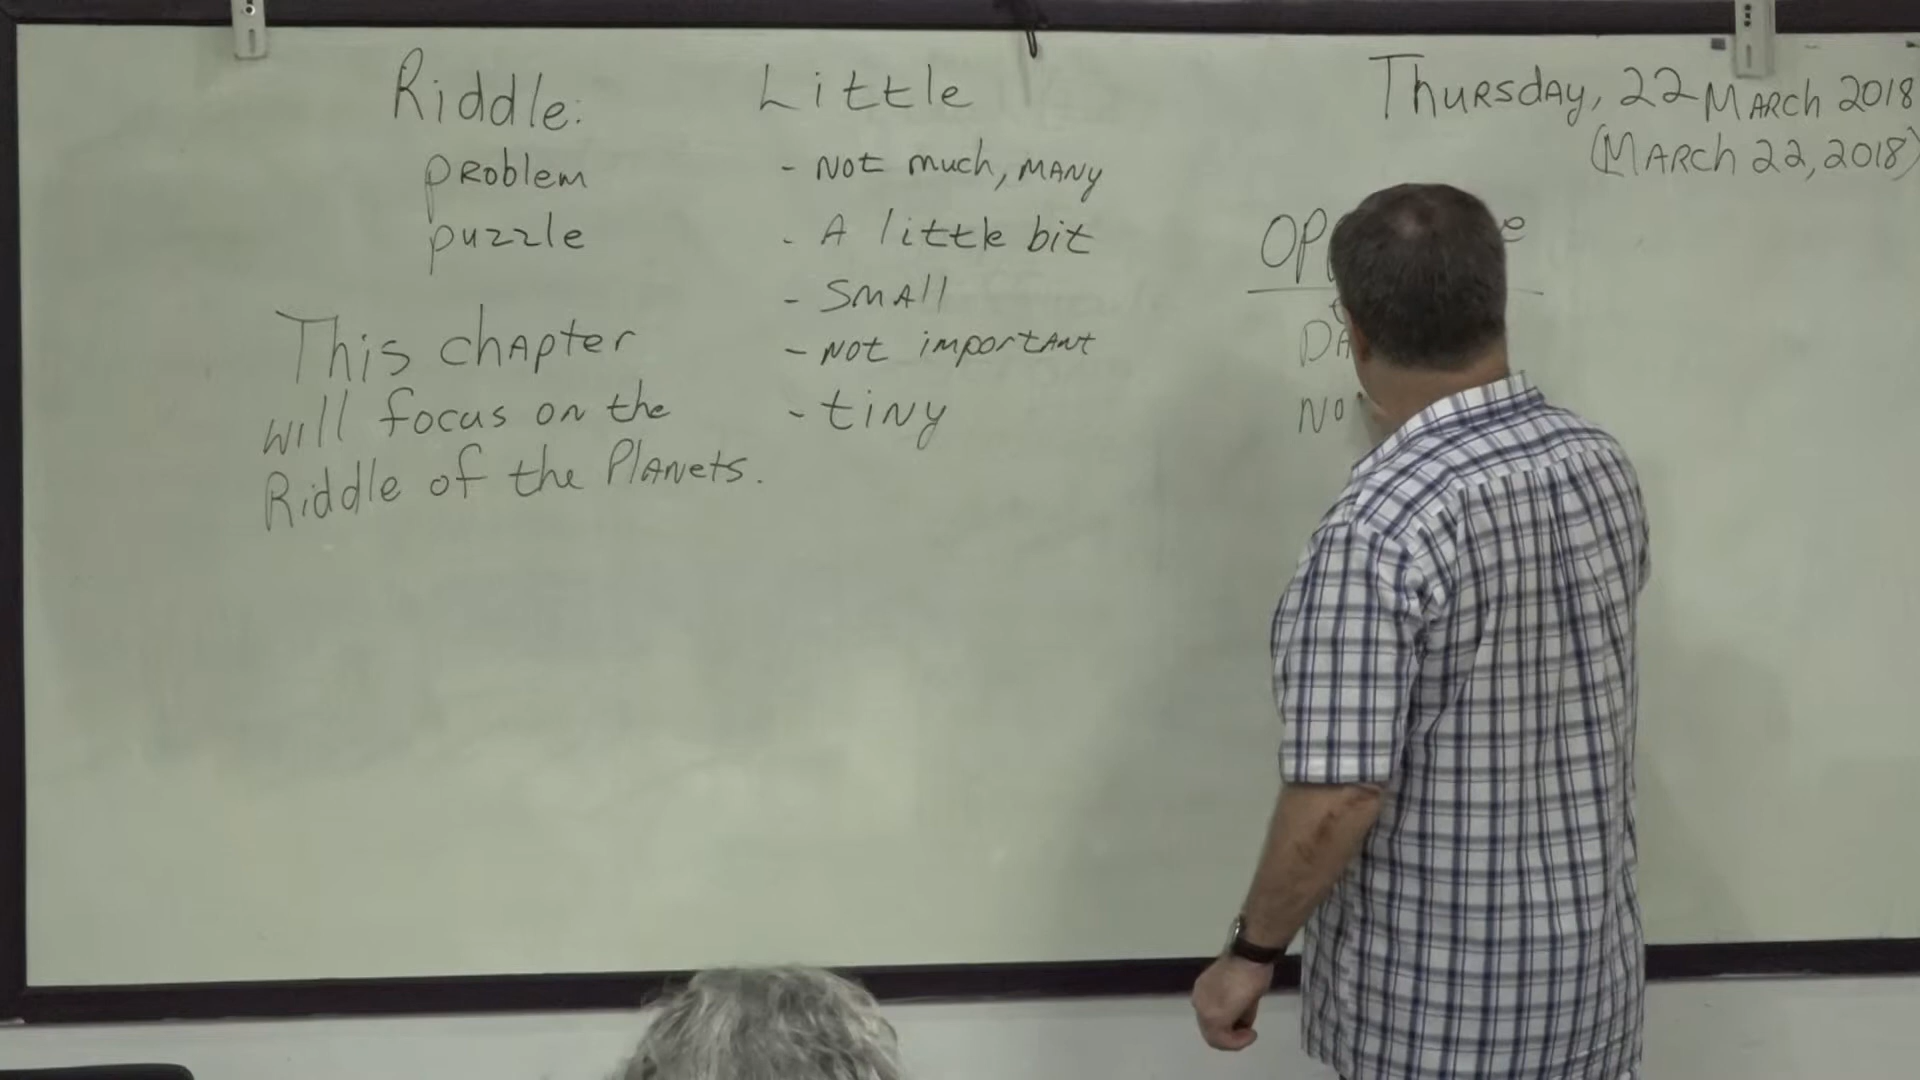 Riddle:
problem
puzzle
This chapter
will focus on the
Riddle of the Planets.
Little
- not much, many
- A little bit
- small
- not important
- tiny
Thursday, 22 March 2018
(March 22, 2018)